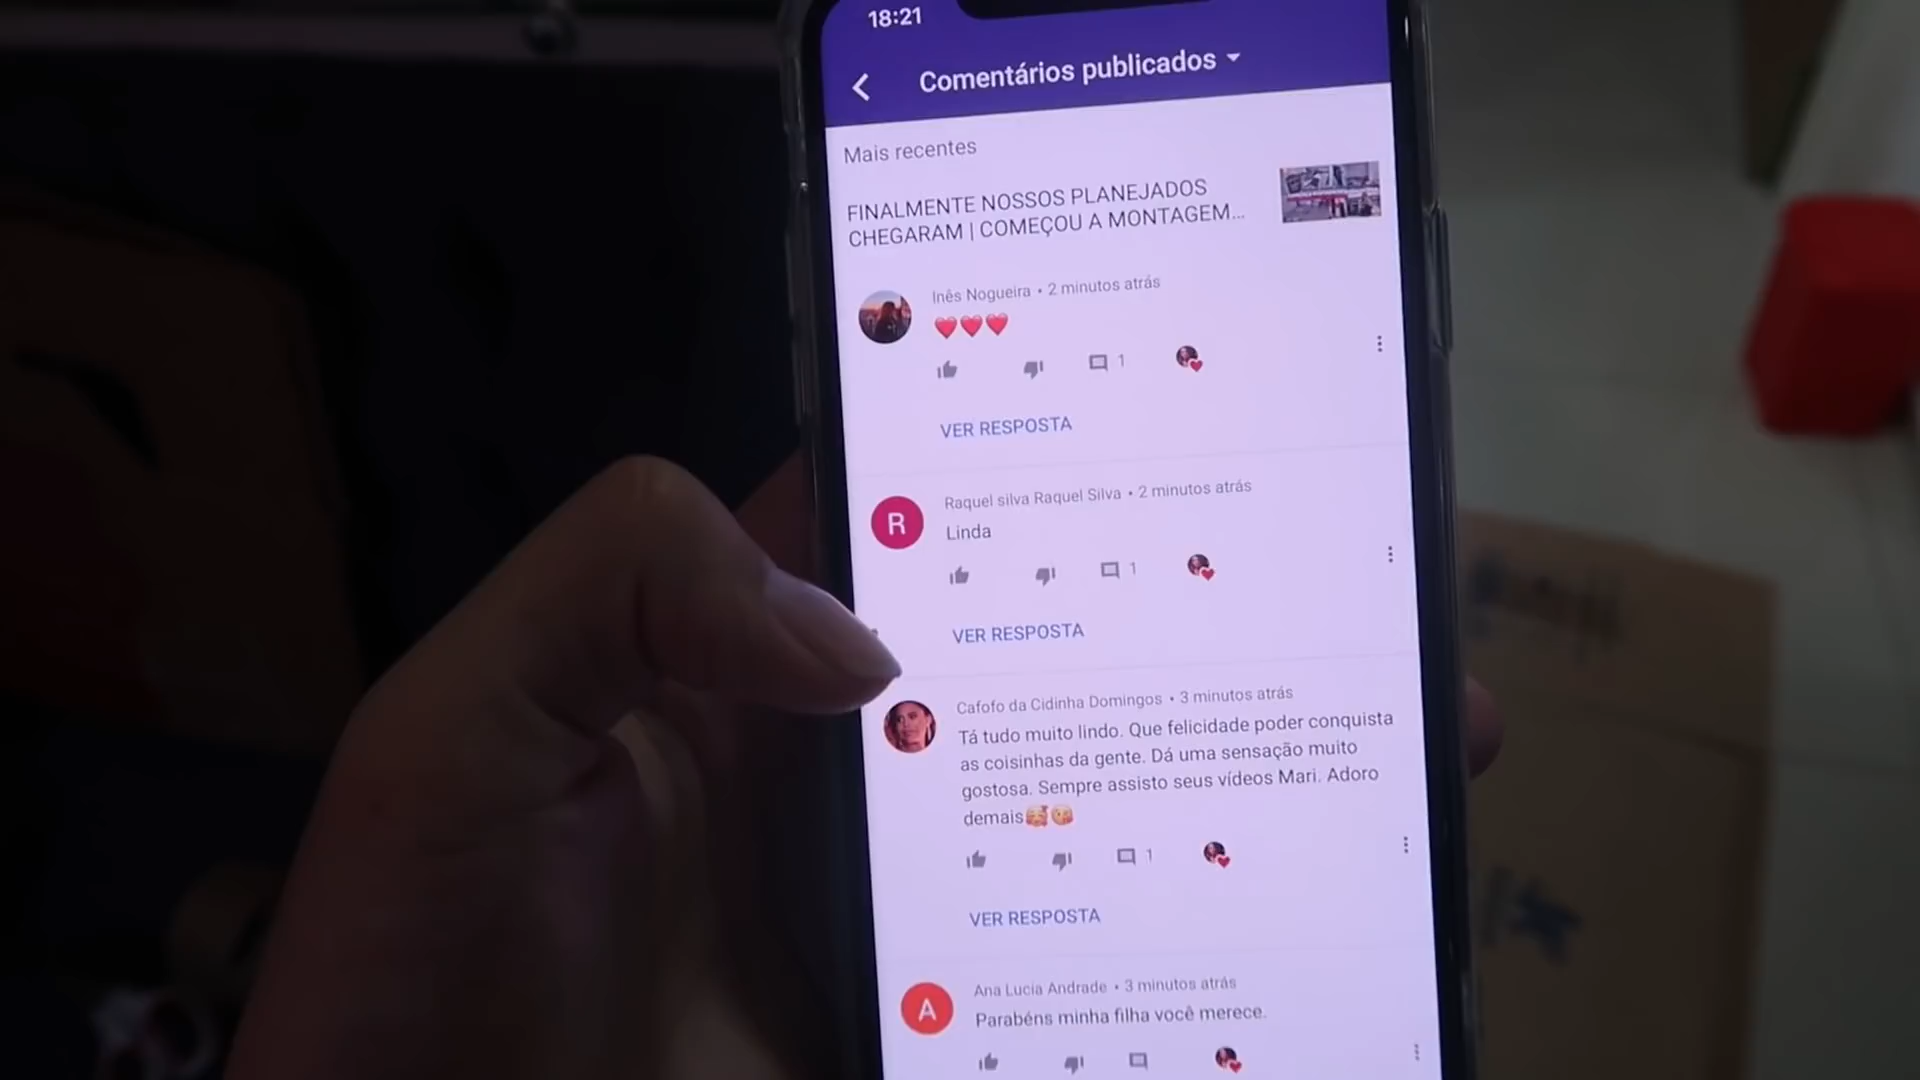 18:21
Comentários publicados
Mais recentes
FINALMENTE NOSSOS PLANEJADOS
CHEGARAM | COMEÇOU A MONTAGEM...
Inês Nogueira • 2 minutos atrás
❤️❤️❤️
1
VER RESPOSTA
R
Raquel silva Raquel Silva • 2 minutos atrás
Linda
1
VER RESPOSTA
Cafofo da Cidinha Domingos • 3 minutos atrás
Tá tudo muito lindo. Que felicidade poder conquista
as coisinhas da gente. Dá uma sensação muito
gostosa. Sempre assisto seus vídeos Mari. Adoro
demais🥰😘
1
VER RESPOSTA
A
Ana Lucia Andrade • 3 minutos atrás
Parabéns minha filha você merece.